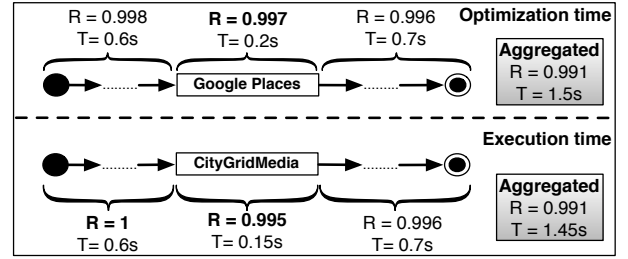 R = 0.998 R = 0.997 R = 0.996 Optimization time
T= 0.6s T= 0.2s T= 0.7s
Aggregated
R = 0.991
T = 1.5s
......... Google Places ........
Execution time
......... CityGridMedia ........
Aggregated
R = 0.991
T = 1.45s
R = 1 R = 0.995 R = 0.996
T= 0.6s T= 0.15s T= 0.7s